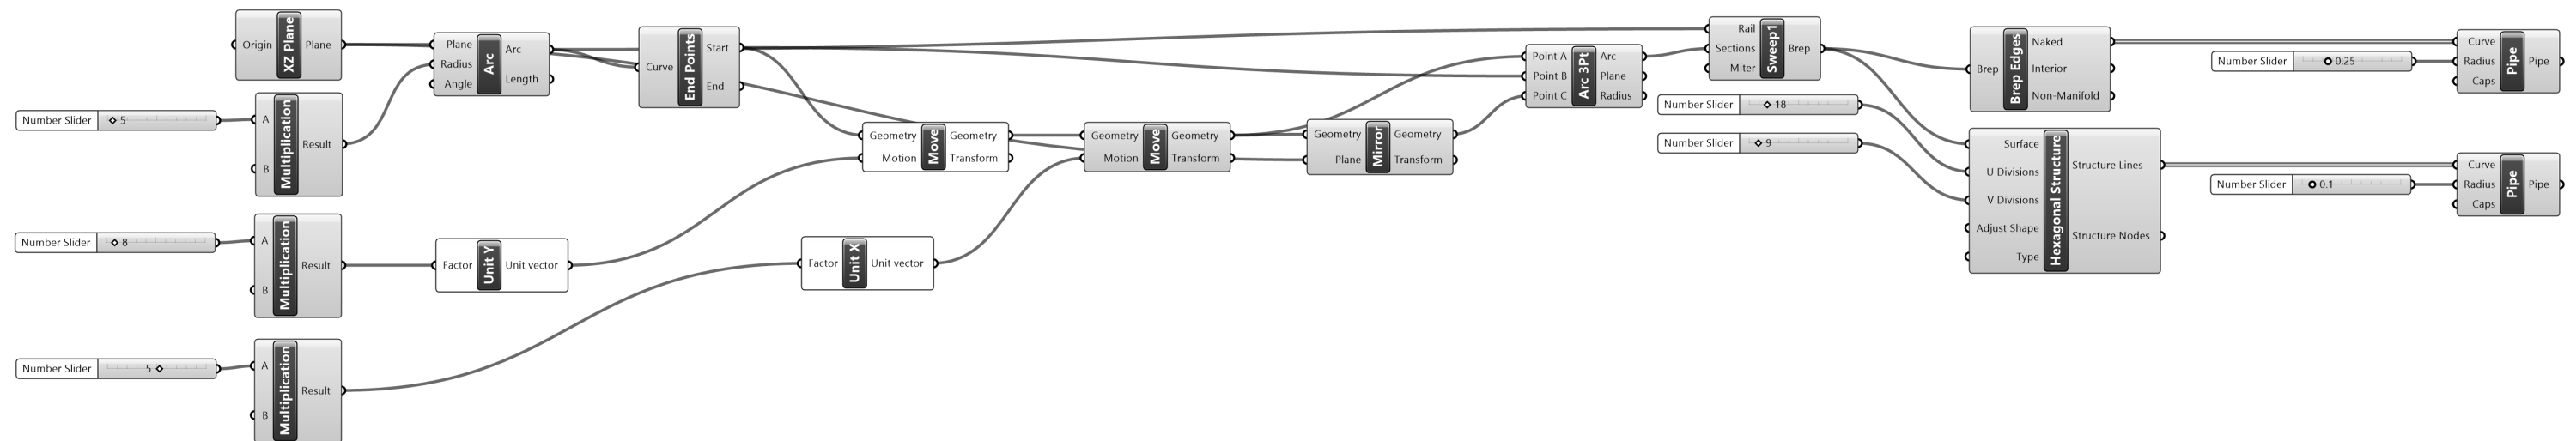 Origin XZ Plane Plane
Number Slider 5
A B Multiplication Result
Number Slider 8
A B Multiplication Result
Number Slider 5
A B Multiplication Result
Plane Radius Angle Arc Arc Length
Factor Unit Y Unit vector
Curve End Points Start End
Geometry Motion Move Geometry Transform
Factor Unit X Unit vector
Geometry Motion Move Geometry Transform
Geometry Plane Mirror Geometry Transform
Point A Point B Point C Arc 3Pt Arc Plane Radius
Rail Sections Miter Sweep1 Brep
Number Slider 18
Number Slider 9
Brep Brep Edges Naked Interior Non-Manifold
Surface U Divisions V Divisions Adjust Shape Type Hexagonal Structure Structure Lines Structure Nodes
Number Slider 0.25
Curve Radius Caps Pipe Pipe
Number Slider 0.1
Curve Radius Caps Pipe Pipe